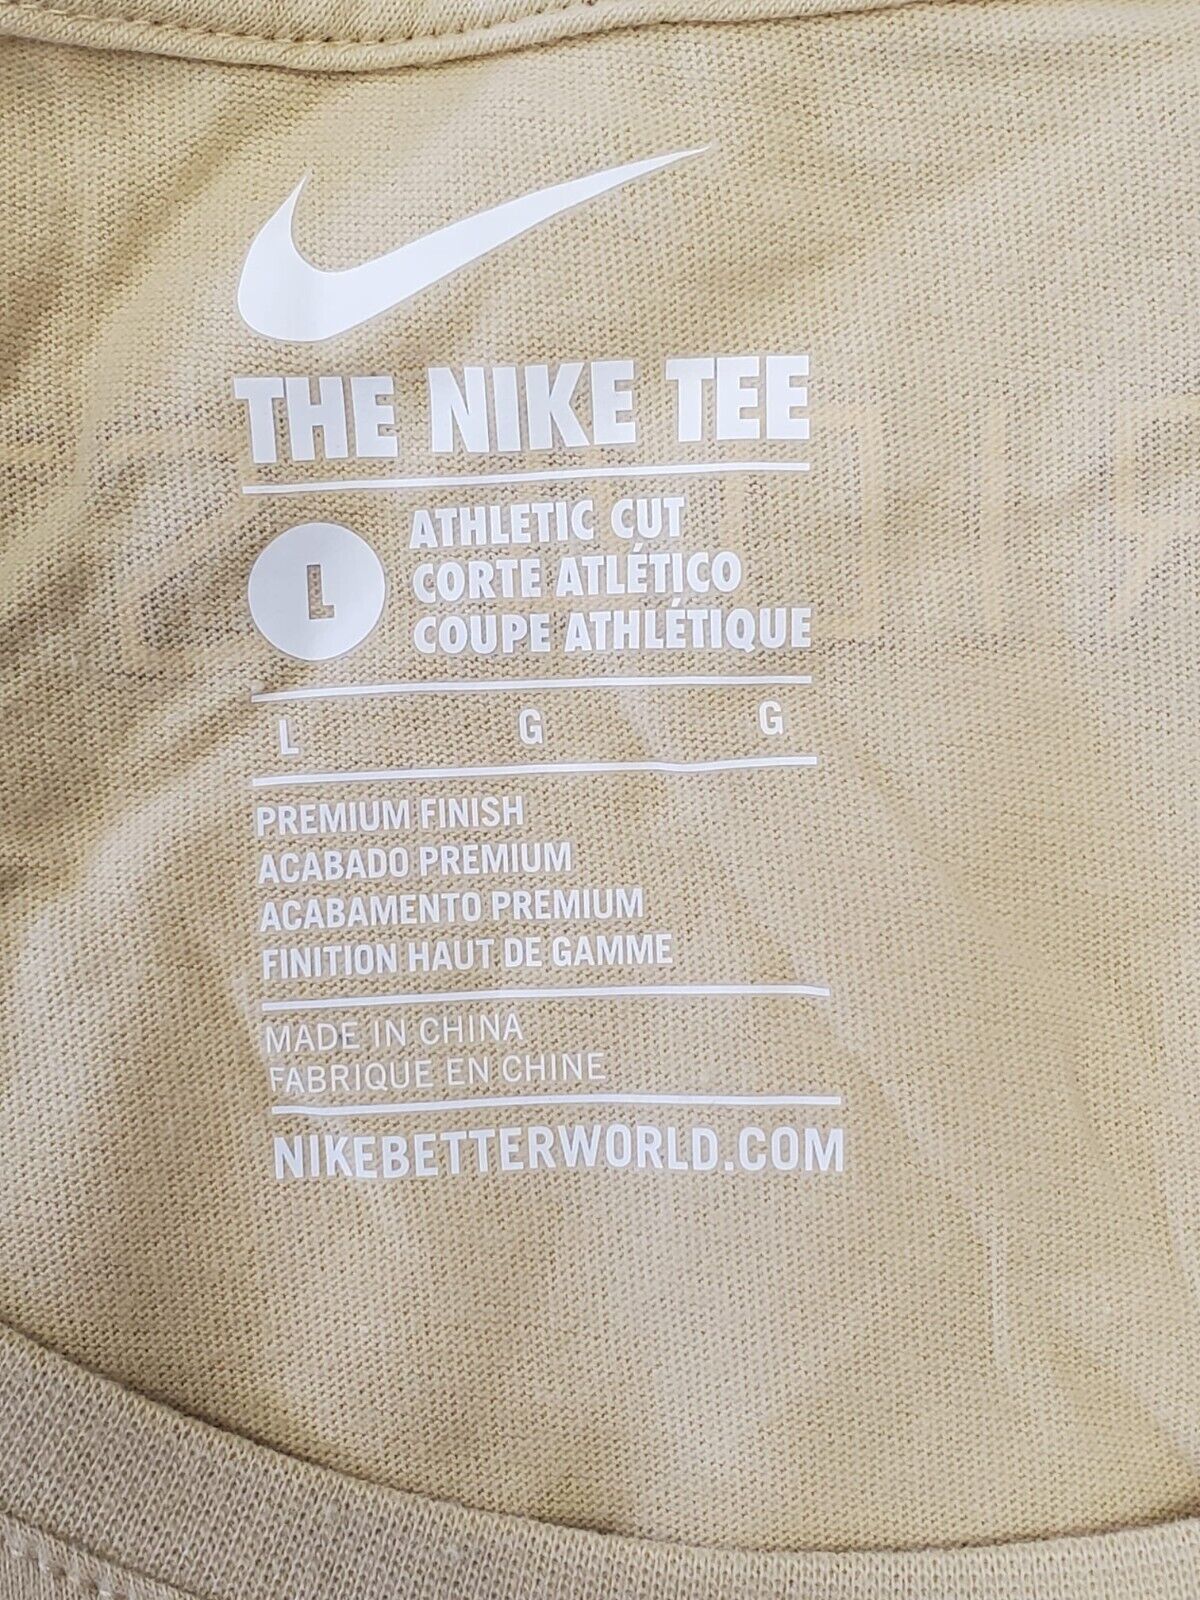 THE NIKE TEE
L
ATHLETIC CUT
CORTE ATLÉTICO
COUPE ATHLÉTIQUE
L G G
PREMIUM FINISH
ACABADO PREMIUM
ACABAMENTO PREMIUM
FINITION HAUT DE GAMME
MADE IN CHINA
FABRIQUE EN CHINE
NIKEBETTERWORLD.COM